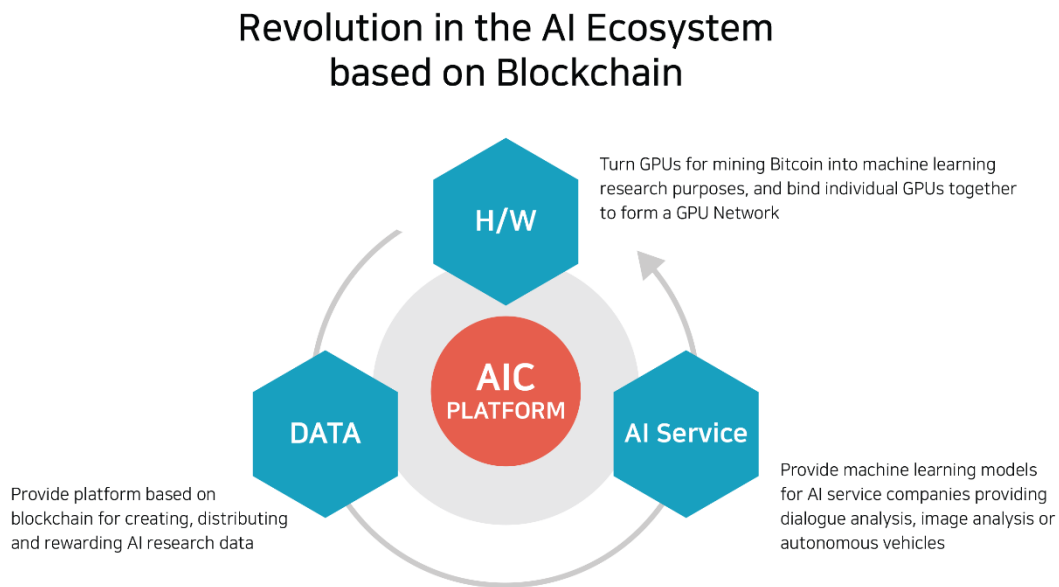 Revolution in the AI Ecosystem
based on Blockchain
H/W
Turn GPUs for mining Bitcoin into machine learning
research purposes, and bind individual GPUs together
to form a GPU Network
AIC
PLATFORM
DATA
AI Service
Provide platform based on
blockchain for creating, distributing
and rewarding AI research data
Provide machine learning models
for AI service companies providing
dialogue analysis, image analysis or
autonomous vehicles